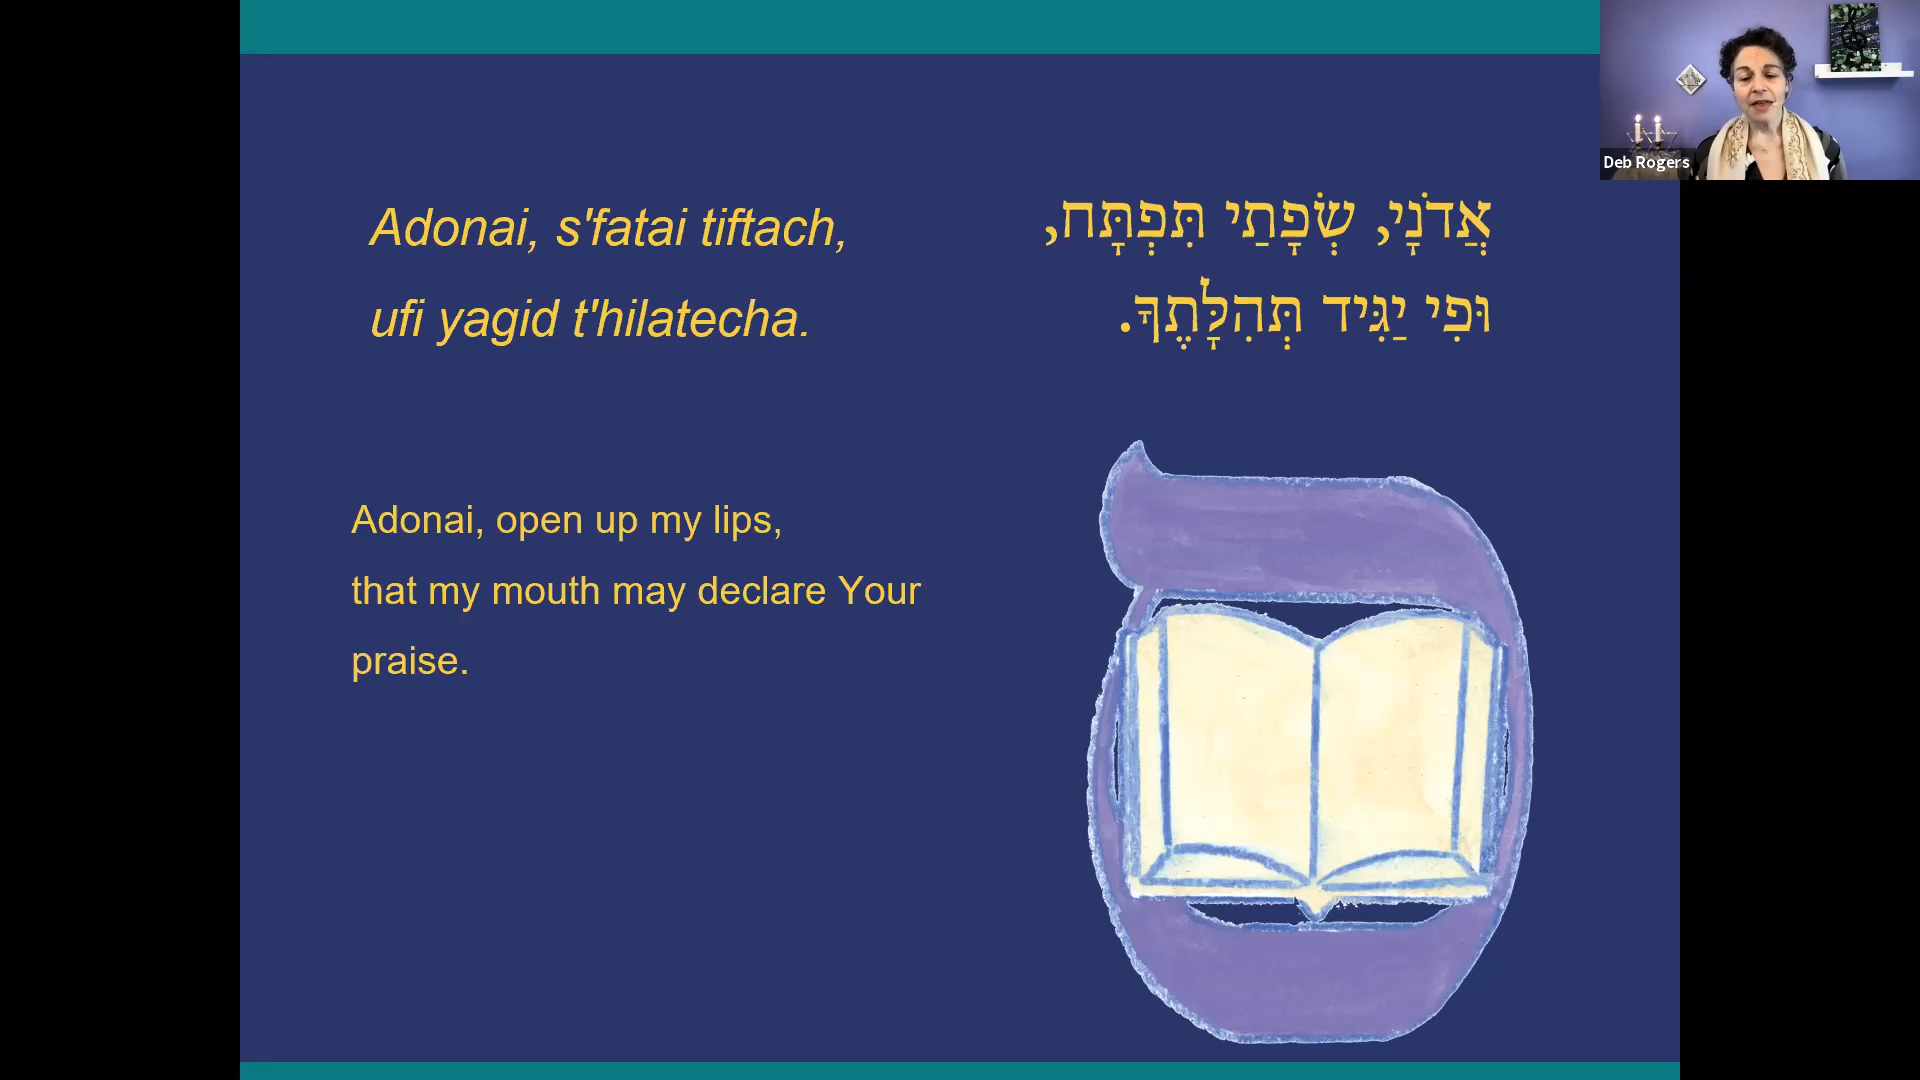 Adonai, s'fatai tiftach,
ufi yagid t'hilatecha.
אֲדֹנָי, שְׂפָתַי תִּפְתָּח,
וּפִי יַגִּיד תְּהִלָּתֶךָ.
Adonai, open up my lips,
that my mouth may declare Your
praise.
Deb Rogers